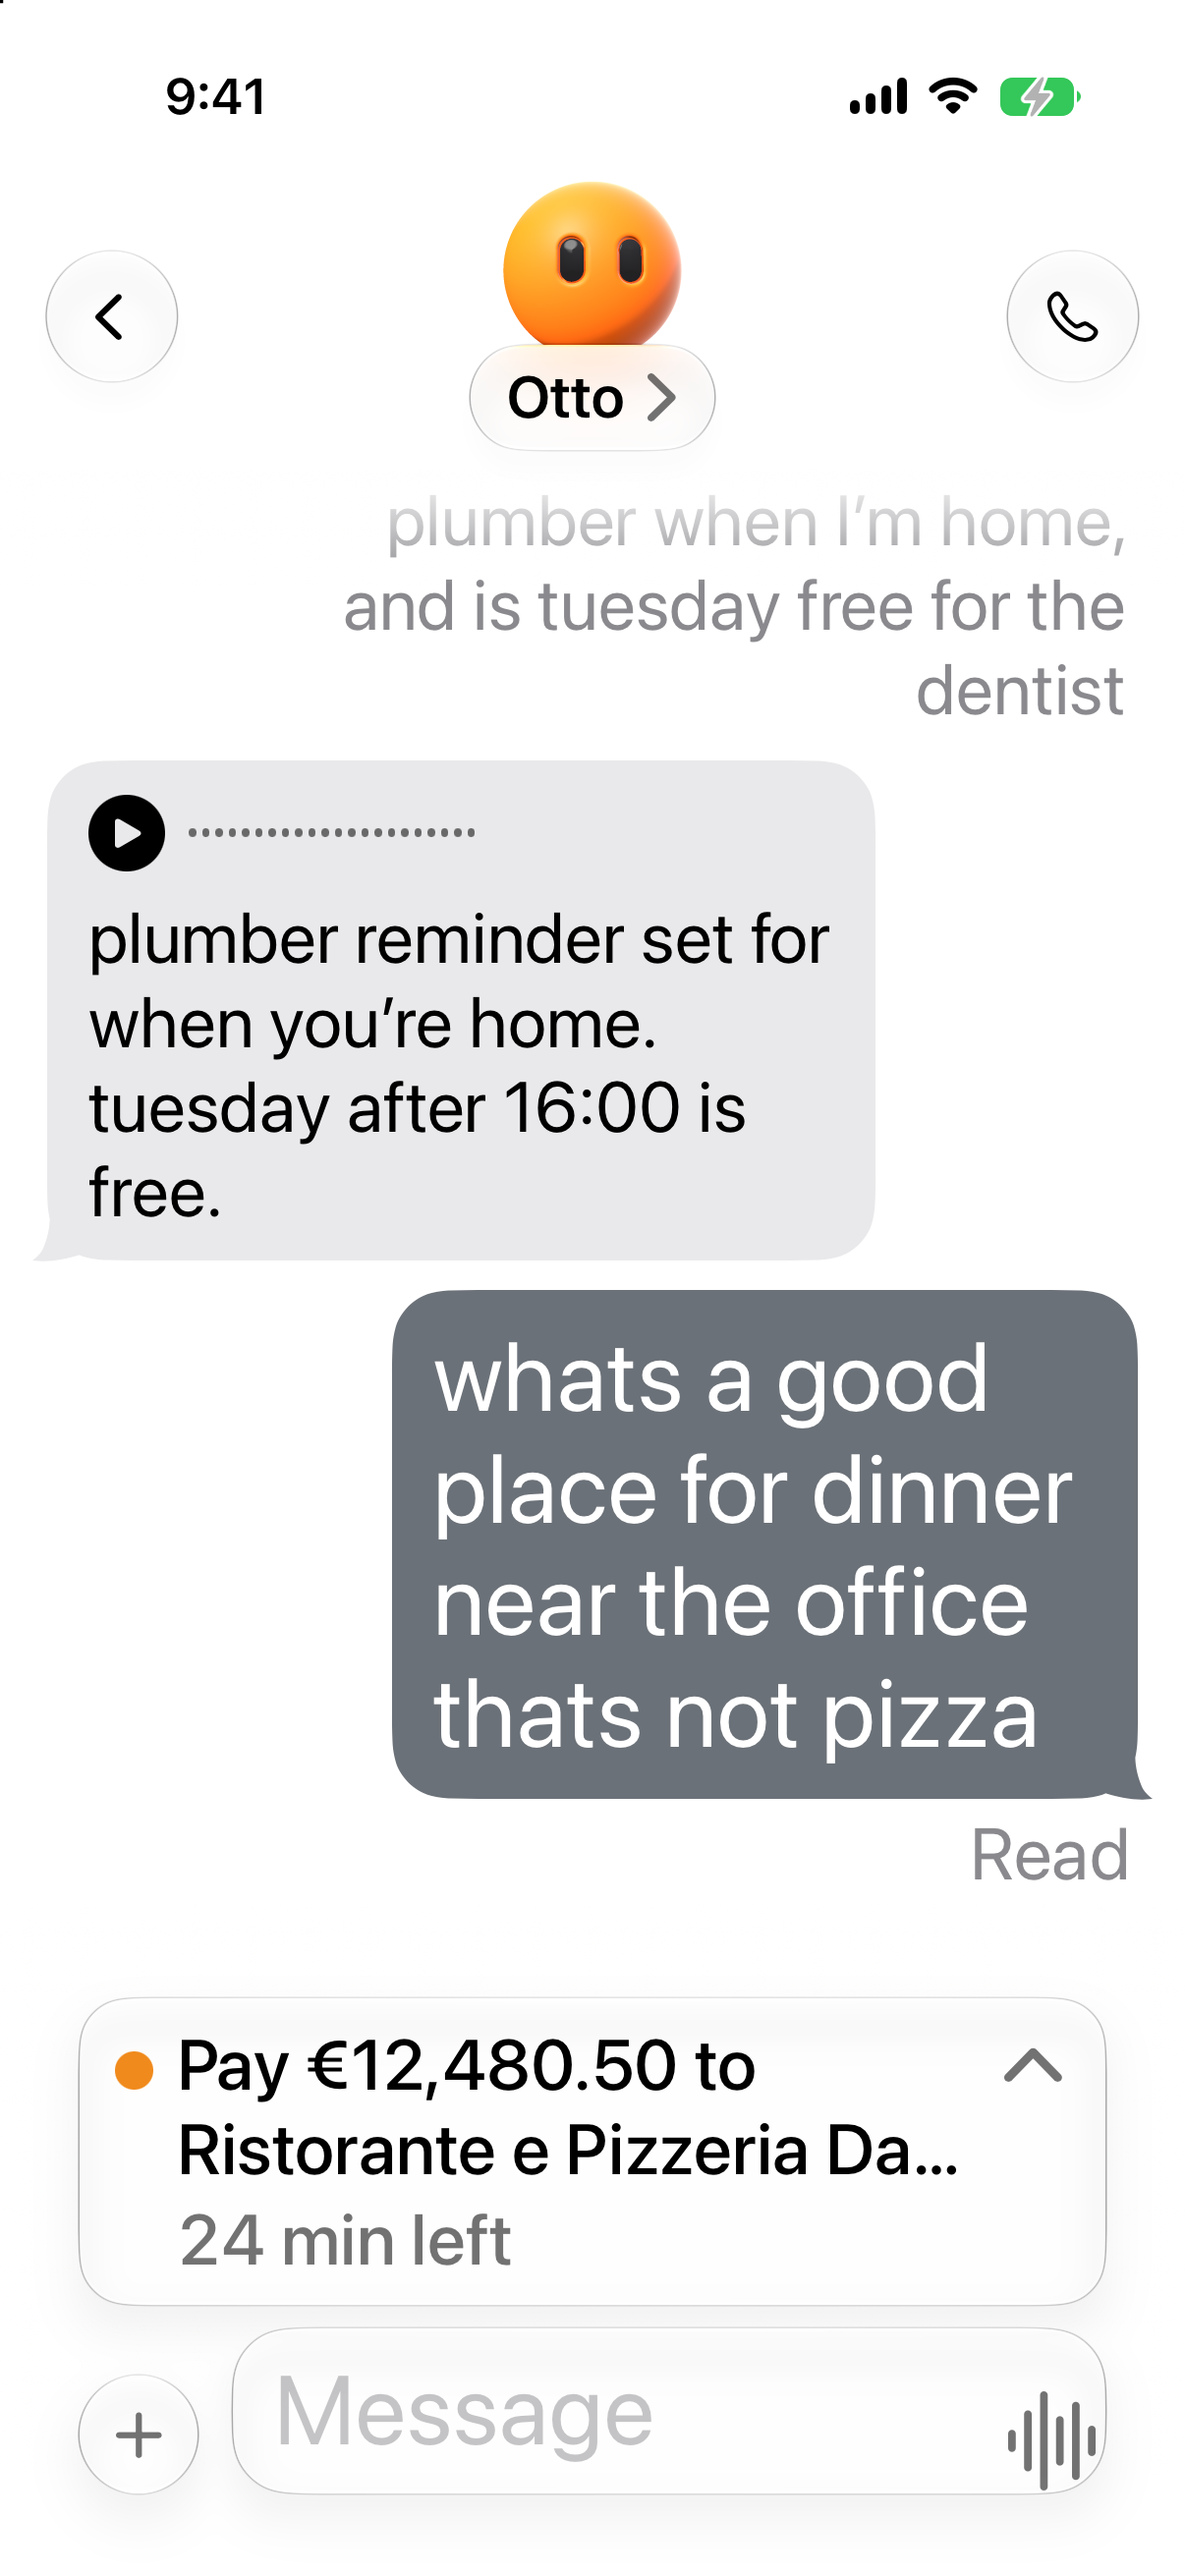 9:41
Otto
plumber when I’m home,
and is tuesday free for the
dentist
plumber reminder set for
when you’re home.
tuesday after 16:00 is
free.
whats a good
place for dinner
near the office
thats not pizza
Read
Pay €12,480.50 to
Ristorante e Pizzeria Da…
24 min left
Message